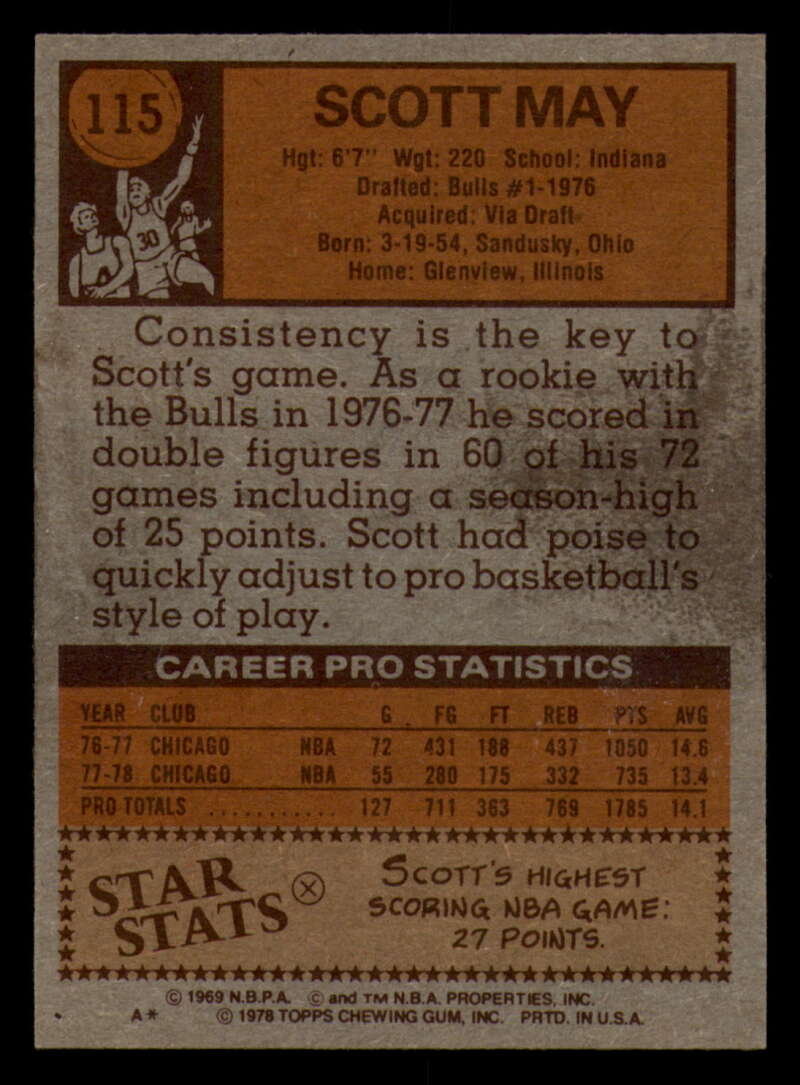 115
30
SCOTT MAY
Hgt: 6'7" Wgt: 220 School: Indiana
Drafted: Bulls #1-1976
Acquired: Via Draft
Born: 3-19-54, Sandusky, Ohio
Home: Glenview, Illinois
Consistency is the key to
Scott's game. As a rookie with
the Bulls in 1976-77 he scored in
double figures in 60 of his 72
games including a season-high
of 25 points. Scott had poise to
quickly adjust to pro basketball's
style of play.
CAREER PRO STATISTICS
YEAR CLUB G FG FT REB PTS AVG
76-77 CHICAGO NBA 72 431 188 437 1050 14.6
77-78 CHICAGO NBA 55 280 175 332 735 13.4
PRO TOTALS ........... 127 711 363 769 1785 14.1
STAR
STATS
SCOTT'S HIGHEST
SCORING NBA GAME:
27 POINTS.
© 1969 N.B.P.A. © and TM N.B.A. PROPERTIES, INC.
A* © 1978 TOPPS CHEWING GUM, INC. PRTD. IN U.S.A.